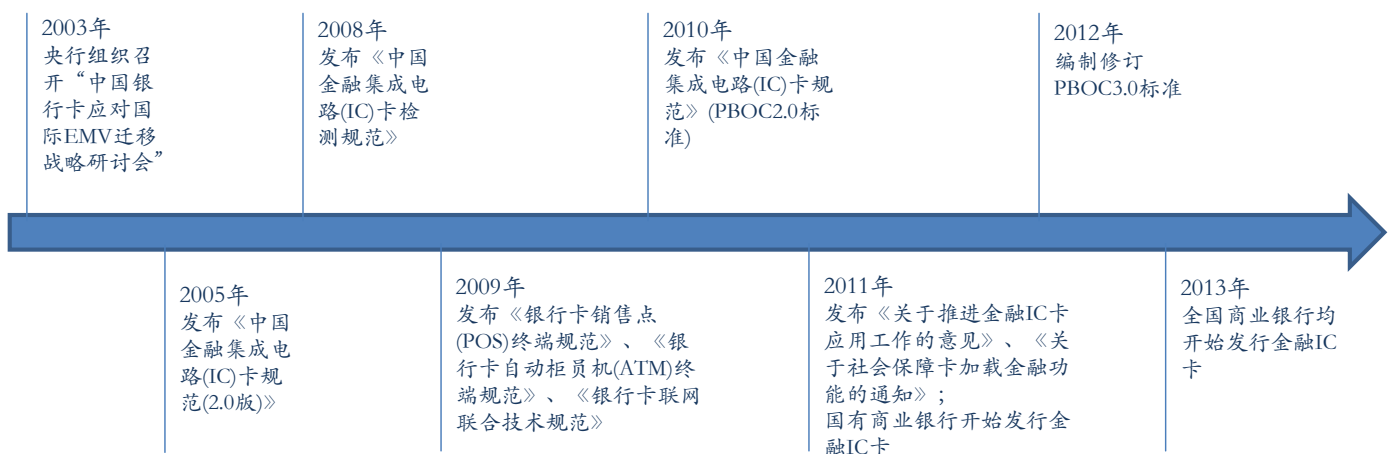 2003年
央行组织召
开“中国银
行卡应对国
际EMV迁移
战略研讨会”
2008年
发布《中国
金融集成电
路(IC)卡检
测规范》
2010年
发布《中国金融
集成电路(IC)卡规
范》(PBOC2.0标
准)
2012年
编制修订
PBOC3.0标准
2005年
发布《中国
金融集成电
路(IC)卡规
范(2.0版)》
2009年
发布《银行卡销售点
(POS)终端规范》、《银
行卡自动柜员机(ATM)终
端规范》、《银行卡联网
联合技术规范》
2011年
发布《关于推进金融IC卡
应用工作的意见》、《关
于社会保障卡加载金融功
能的通知》；
国有商业银行开始发行金
融IC卡
2013年
全国商业银行均
开始发行金融IC
卡